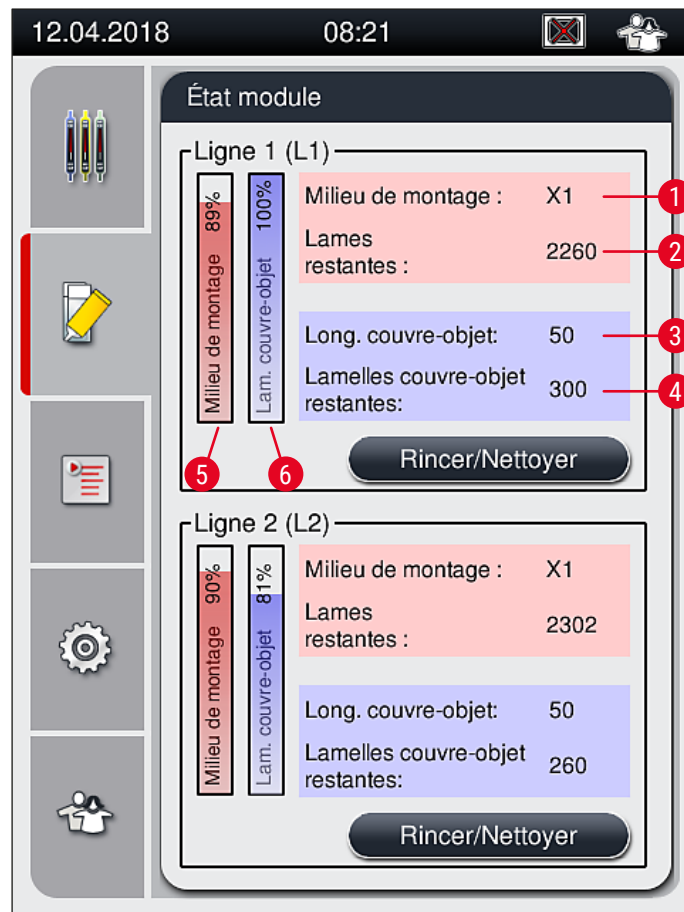 12.04.2018 08:21
État module
Ligne 1 (L1)
Milieu de montage 89%
Lam. couvre-objet 100%
Milieu de montage : X1
1
Lames
restantes : 2260
2
Long. couvre-objet: 50
3
Lamelles couvre-objet
restantes: 300
4
5
6
Rincer/Nettoyer
Ligne 2 (L2)
Milieu de montage 90%
Lam. couvre-objet 81%
Milieu de montage : X1
Lames
restantes : 2302
Long. couvre-objet: 50
Lamelles couvre-objet
restantes: 260
Rincer/Nettoyer